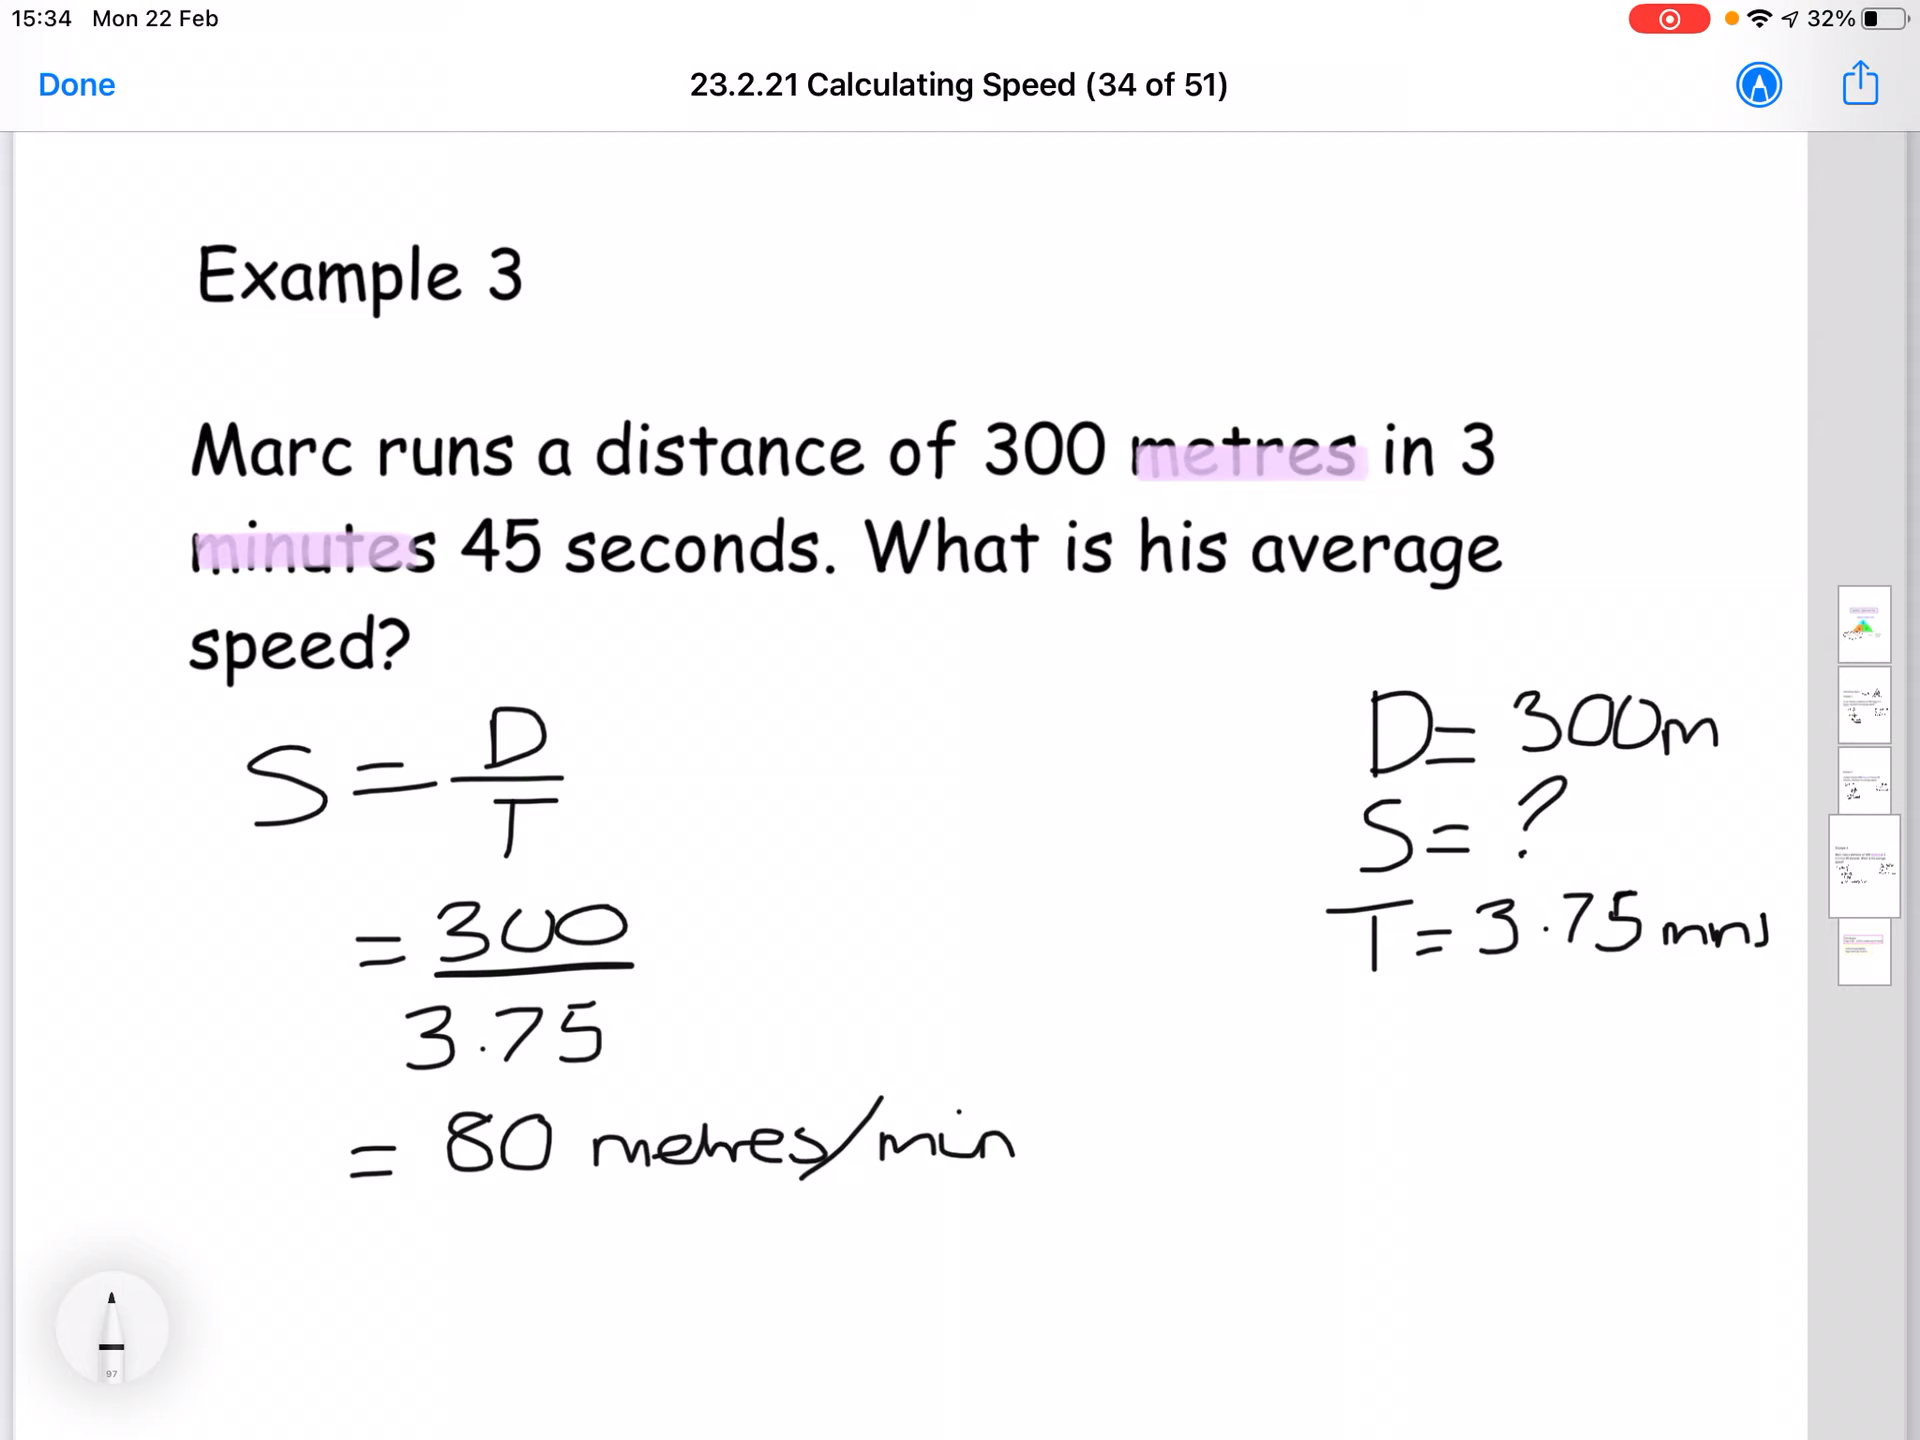 15:34 Mon 22 Feb
32%
Done
23.2.21 Calculating Speed (34 of 51)
Example 3
Marc runs a distance of 300 metres in 3
minutes 45 seconds. What is his average
speed?
S = D/T
= 300/3.75
= 80 metres/min
D= 300m
S= ?
T= 3.75 mins
97